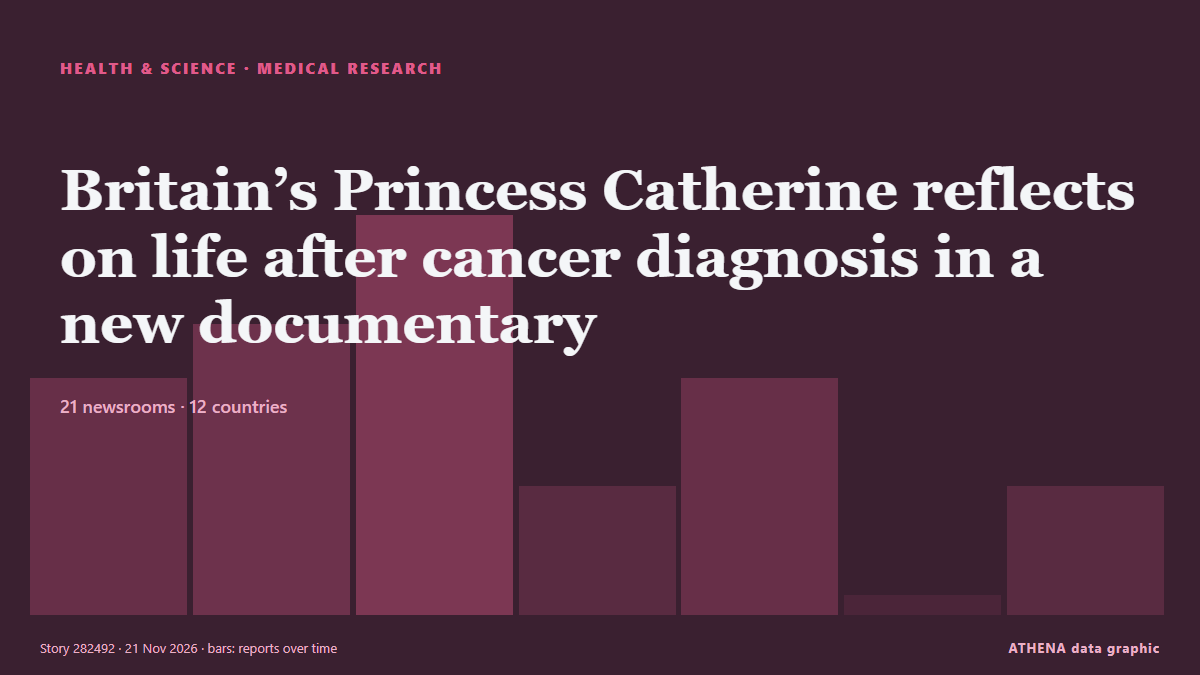 HEALTH & SCIENCE · MEDICAL RESEARCH
Britain’s Princess Catherine reflects
on life after cancer diagnosis in a
new documentary
21 newsrooms · 12 countries
Story 282492 · 21 Nov 2026 · bars: reports over time
ATHENA data graphic